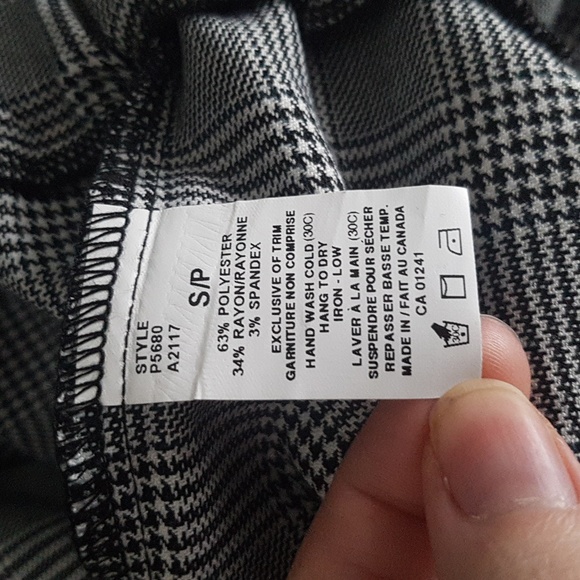 STYLE
P5680
A2117
S/P
63% POLYESTER
34% RAYON/RAYONNE
3% SPANDEX
EXCLUSIVE OF TRIM
GARNITURE NON COMPRISE
HAND WASH COLD (30C)
HANG TO DRY
IRON - LOW
LAVER À LA MAIN (30C)
SUSPENDRE POUR SÉCHER
REPASSER BASSE TEMP.
MADE IN / FAIT AU CANADA
CA 01241
30C